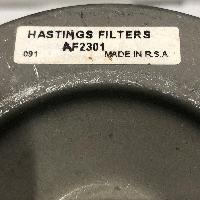 HASTINGS FILTERS
AF2301
091 MADE IN R.S.A.